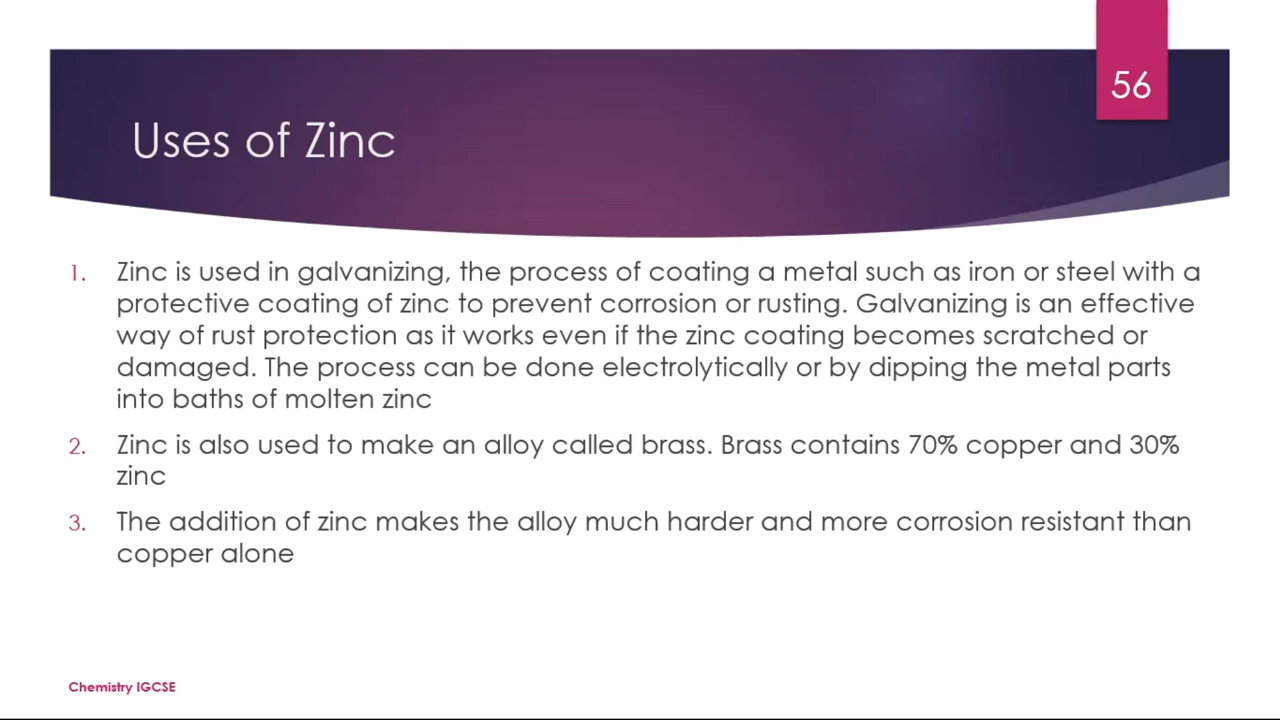 56
Uses of Zinc
1. Zinc is used in galvanizing, the process of coating a metal such as iron or steel with a
protective coating of zinc to prevent corrosion or rusting. Galvanizing is an effective
way of rust protection as it works even if the zinc coating becomes scratched or
damaged. The process can be done electrolytically or by dipping the metal parts
into baths of molten zinc
2. Zinc is also used to make an alloy called brass. Brass contains 70% copper and 30%
zinc
3. The addition of zinc makes the alloy much harder and more corrosion resistant than
copper alone
Chemistry IGCSE